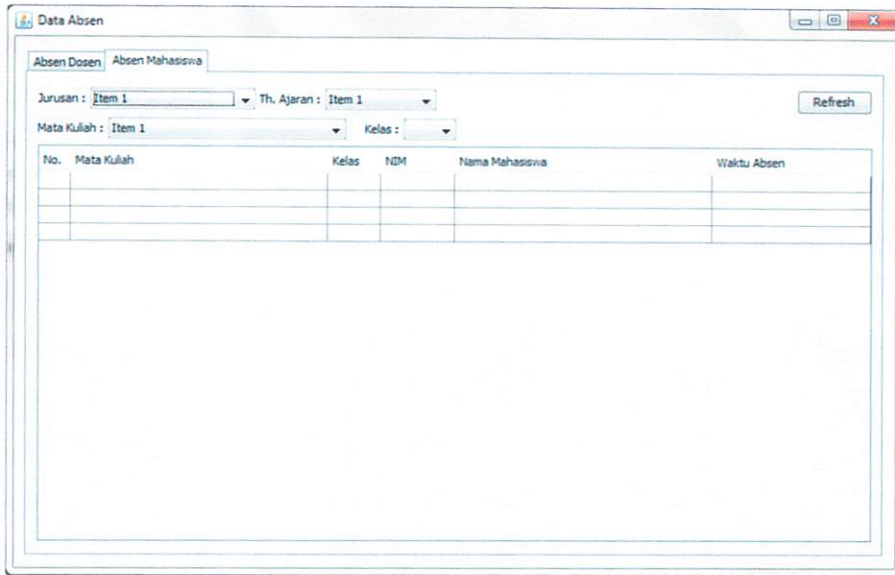 Data Absen
Absen Dosen Absen Mahasiswa
Jurusan : Item 1 Th. Ajaran : Item 1 Refresh
Mata Kuliah : Item 1 Kelas :
No. Mata Kuliah Kelas NIM Nama Mahasiswa Waktu Absen